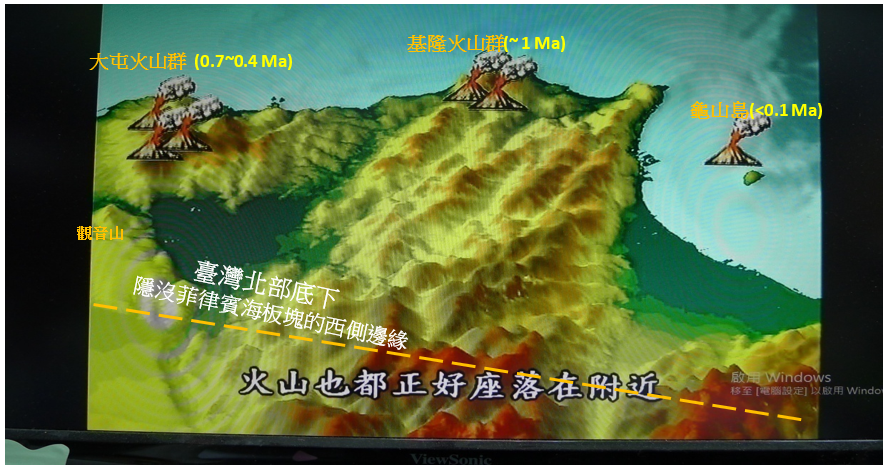 基隆火山群(~ 1 Ma)
大屯火山群 (0.7~0.4 Ma)
龜山島(<0.1 Ma)
觀音山
臺灣北部底下
隱沒菲律賓海板塊的西側邊緣
火山也都正好座落在附近
啟用 Windows
移至 [電腦設定] 以啟用 Window
ViewSonic